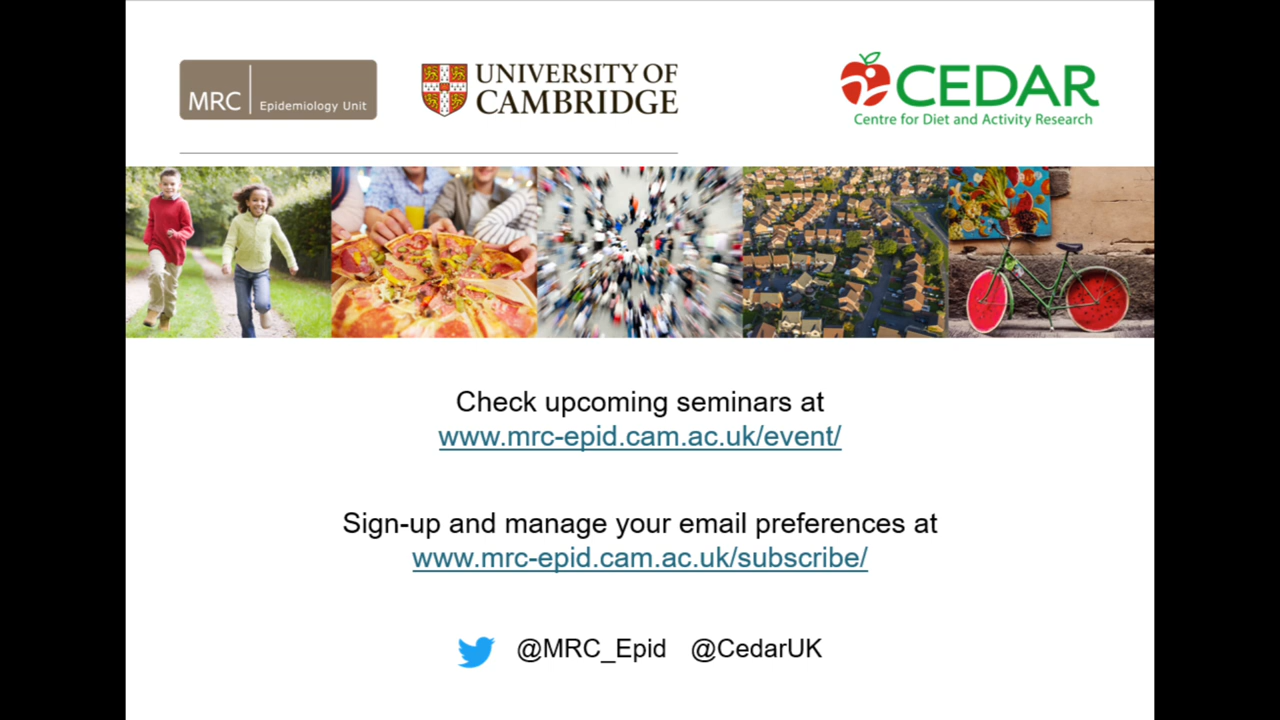 MRC Epidemiology Unit
UNIVERSITY OF
CAMBRIDGE
CEDAR
Centre for Diet and Activity Research
Check upcoming seminars at
www.mrc-epid.cam.ac.uk/event/
Sign-up and manage your email preferences at
www.mrc-epid.cam.ac.uk/subscribe/
@MRC_Epid @CedarUK